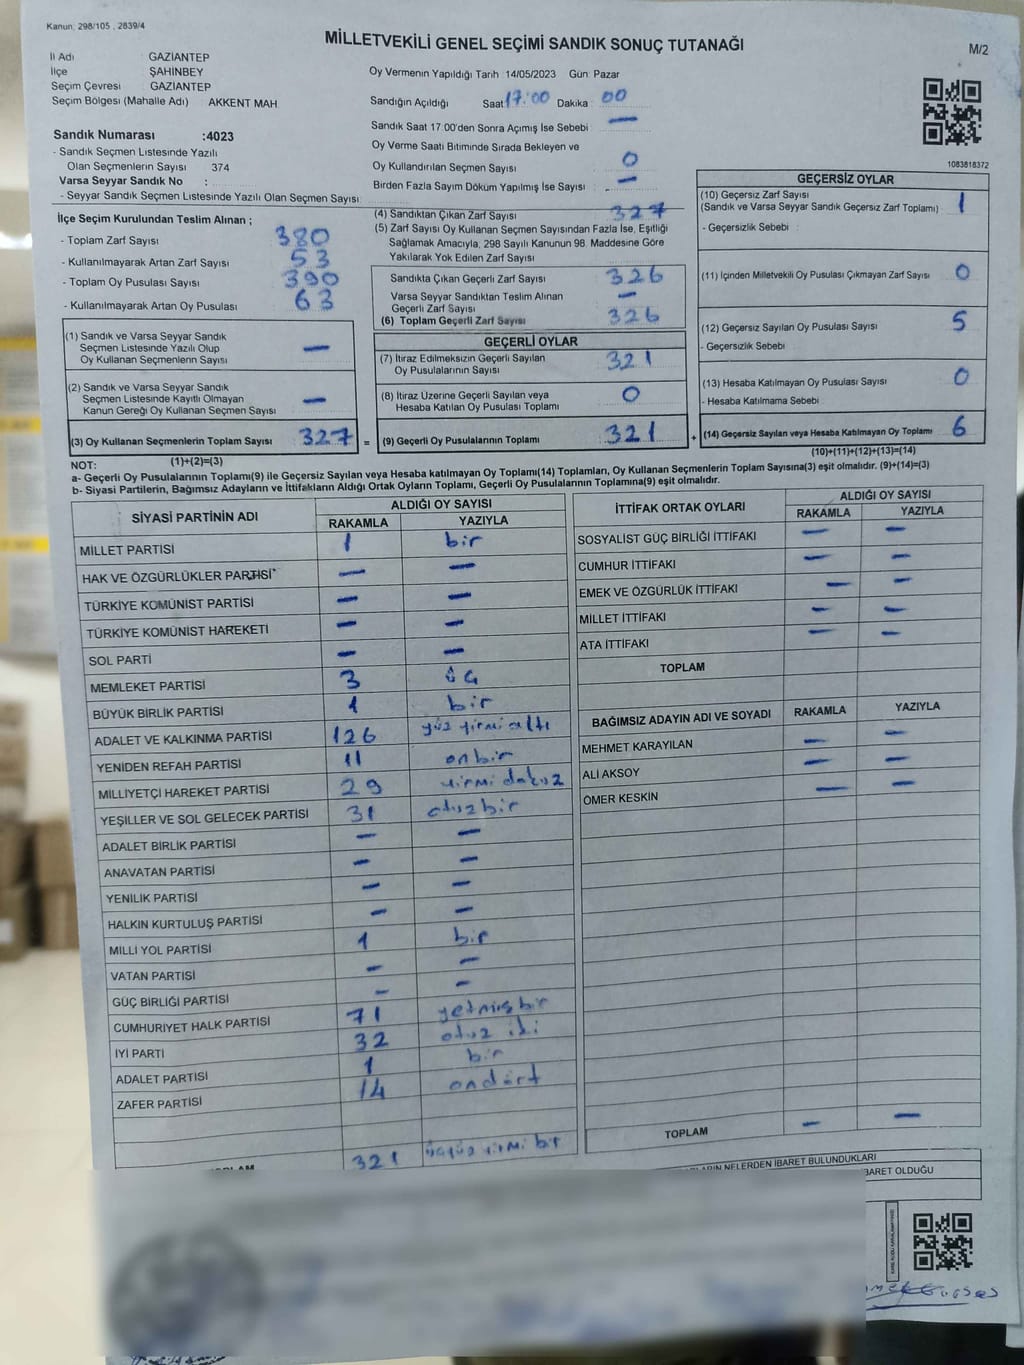 Kanun: 298/105 , 2839/4
MİLLETVEKİLİ GENEL SEÇİMİ SANDIK SONUÇ TUTANAĞI
M/2
İl Adı GAZİANTEP
İlçe ŞAHİNBEY
Seçim Çevresi : GAZİANTEP
Seçim Bölgesi (Mahalle Adı) AKKENT MAH.
Oy Vermenin Yapıldığı Tarih 14/05/2023 Gün: Pazar
Sandığın Açıldığı Saat 17:00 Dakika 00
Sandık Saat 17:00'den Sonra Açımış İse Sebebi : —
Oy Verme Saati Bitiminde Sırada Bekleyen ve
Oy Kullandırılan Seçmen Sayısı 0
Birden Fazla Sayım Döküm Yapılmış İse Sayısı : —
Sandık Numarası :4023
- Sandık Seçmen Listesinde Yazılı
Olan Seçmenlerin Sayısı 374
Varsa Seyyar Sandık No :
- Seyyar Sandık Seçmen Listesinde Yazılı Olan Seçmen Sayısı
1083818372
İlçe Seçim Kurulundan Teslim Alınan ;
- Toplam Zarf Sayısı 380
- Kullanılmayarak Artan Zarf Sayısı 53
- Toplam Oy Pusulası Sayısı 390
- Kullanılmayarak Artan Oy Pusulası 63
(1) Sandık ve Varsa Seyyar Sandık
Seçmen Listesinde Yazılı Olup
Oy Kullanan Seçmenlerin Sayısı —
(2) Sandık ve Varsa Seyyar Sandık
Seçmen Listesinde Kayıtlı Olmayan
Kanun Gereği Oy Kullanan Seçmen Sayısı —
(3) Oy Kullanan Seçmenlerin Toplam Sayısı 327 =
(1)+(2)=(3)
(4) Sandıktan Çıkan Zarf Sayısı 327
(5) Zarf Sayısı Oy Kullanan Seçmen Sayısından Fazla İse, Eşitliği
Sağlamak Amacıyla, 298 Sayılı Kanunun 98. Maddesine Göre
Yakılarak Yok Edilen Zarf Sayısı
Sandıkta Çıkan Geçerli Zarf Sayısı 326
Varsa Seyyar Sandıktan Teslim Alınan
Geçerli Zarf Sayısı —
(6) Toplam Geçerli Zarf Sayısı 326
GEÇERLİ OYLAR
(7) İtiraz Edilmeksizin Geçerli Sayılan
Oy Pusulalarının Sayısı 321
(8) İtiraz Üzerine Geçerli Sayılan veya
Hesaba Katılan Oy Pusulası Toplamı 0
(9) Geçerli Oy Pusulalarının Toplamı 321 +
GEÇERSİZ OYLAR
(10) Geçersiz Zarf Sayısı
(Sandık ve Varsa Seyyar Sandık Geçersiz Zarf Toplamı) 1
- Geçersizlik Sebebi :
(11) İçinden Milletvekili Oy Pusulası Çıkmayan Zarf Sayısı 0
(12) Geçersiz Sayılan Oy Pusulası Sayısı 5
- Geçersizlik Sebebi
(13) Hesaba Katılmayan Oy Pusulası Sayısı 0
- Hesaba Katılmama Sebebi
(14) Geçersiz Sayılan veya Hesaba Katılmayan Oy Toplamı 6
(10)+(11)+(12)+(13)=(14)
NOT:
a- Geçerli Oy Pusulalarının Toplamı(9) ile Geçersiz Sayılan veya Hesaba katılmayan Oy Toplamı(14) Toplamları, Oy Kullanan Seçmenlerin Toplam Sayısına(3) eşit olmalıdır. (9)+(14)=(3)
b- Siyasi Partilerin, Bağımsız Adayların ve İttifakların Aldığı Ortak Oyların Toplamı, Geçerli Oy Pusulalarının Toplamına(9) eşit olmalıdır.
SİYASİ PARTİNİN ADI ALDIĞI OY SAYISI
RAKAMLA YAZIYLA
MİLLET PARTİSİ 1 bir
HAK VE ÖZGÜRLÜKLER PARTİSİ — —
TÜRKİYE KOMÜNİST PARTİSİ — —
TÜRKİYE KOMÜNİST HAREKETİ — —
SOL PARTİ — —
MEMLEKET PARTİSİ 3 üç
BÜYÜK BİRLİK PARTİSİ 1 bir
ADALET VE KALKINMA PARTİSİ 126 yüz yirmi altı
YENİDEN REFAH PARTİSİ 11 onbir
MİLLİYETÇİ HAREKET PARTİSİ 29 yirmi dokuz
YEŞİLLER VE SOL GELECEK PARTİSİ 31 otuz bir
ADALET BİRLİK PARTİSİ — —
ANAVATAN PARTİSİ — —
YENİLİK PARTİSİ — —
HALKIN KURTULUŞ PARTİSİ — —
MİLLİ YOL PARTİSİ 1 bir
VATAN PARTİSİ — —
GÜÇ BİRLİĞİ PARTİSİ — —
CUMHURİYET HALK PARTİSİ 71 yetmiş bir
İYİ PARTİ 32 otuz iki
ADALET PARTİSİ 1 bir
ZAFER PARTİSİ 14 ondört
321 üçyüz yirmi bir
İTTİFAK ORTAK OYLARI ALDIĞI OY SAYISI
RAKAMLA YAZIYLA
SOSYALİST GÜÇ BİRLİĞİ İTTİFAKI — —
CUMHUR İTTİFAKI — —
EMEK VE ÖZGÜRLÜK İTTİFAKI — —
MİLLET İTTİFAKI — —
ATA İTTİFAKI — —
TOPLAM
BAĞIMSIZ ADAYIN ADI VE SOYADI RAKAMLA YAZIYLA
MEHMET KARAYILAN — —
ALİ AKSOY — —
ÖMER KESKİN — —
TOPLAM — —
NELERDEN İBARET BULUNDUKLARI
İBARET OLDUĞU